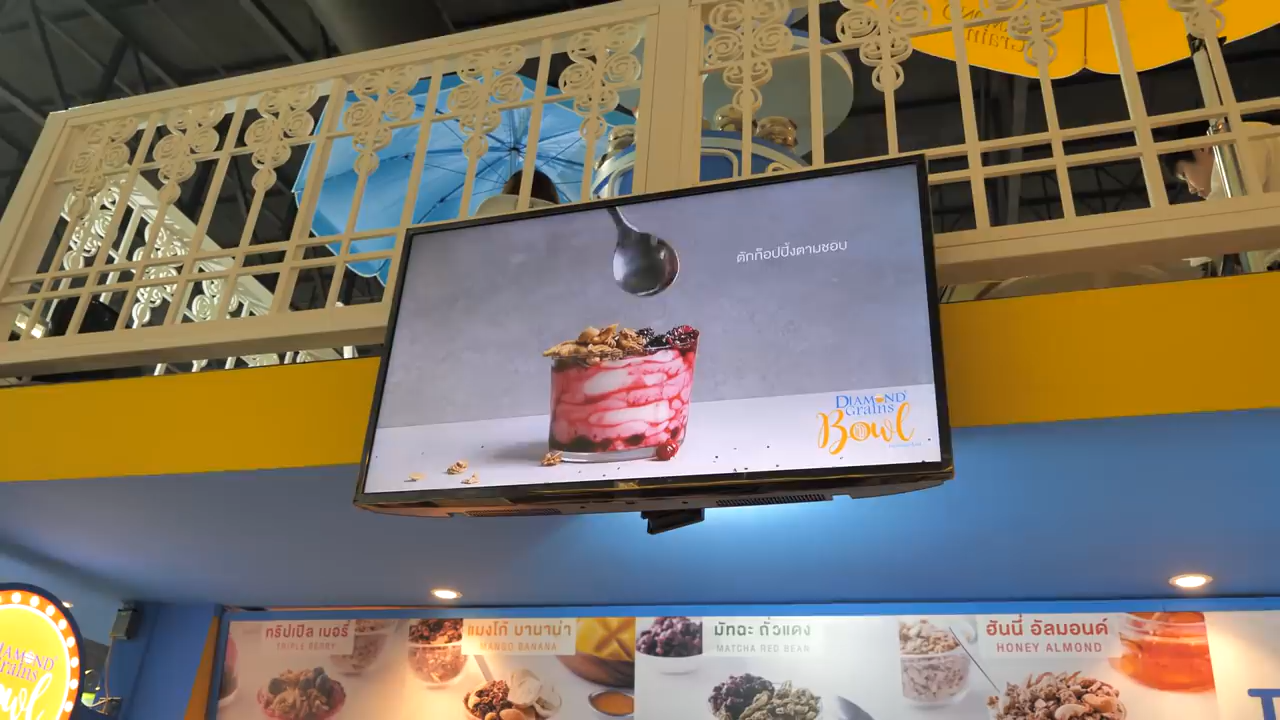 ตักท็อปปิ้งตามชอบ
DIAMOND
Grains
Bowl
ทริปเปิล เบอร์รี่
TRIPLE BERRY
แมงโก้ บานาน่า
MANGO BANANA
มัทฉะ ถั่วแดง
MATCHA RED BEAN
ฮันนี่ อัลมอนด์
HONEY ALMOND
DIAMOND
Grains
Bowl